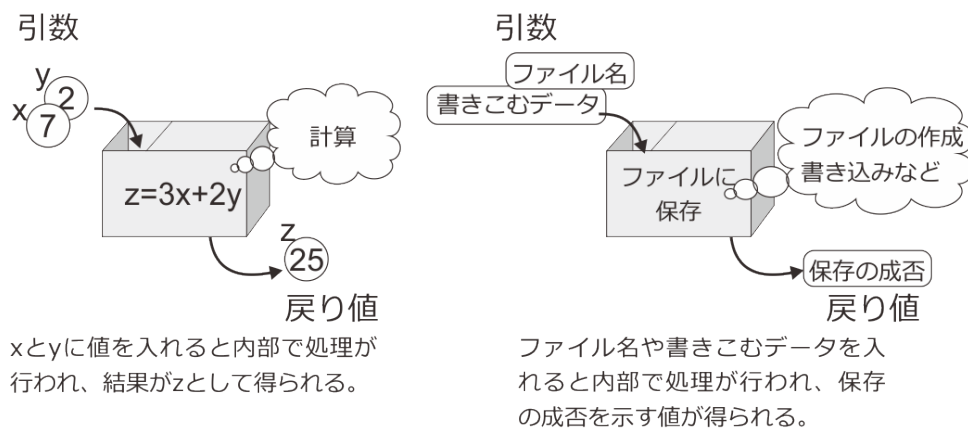 引数
y
2
x
7
計算
z=3x+2y
z
25
戻り値
xとyに値を入れると内部で処理が
行われ、結果がzとして得られる。
引数
ファイル名
書きこむデータ
ファイルの作成
書き込みなど
ファイルに
保存
保存の成否
戻り値
ファイル名や書きこむデータを入
れると内部で処理が行われ、保存
の成否を示す値が得られる。